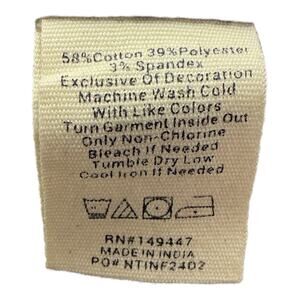 58%Cotton 39%Polyester
3% Spandex
Exclusive Of Decoration
Machine Wash Cold
With Like Colors
Turn Garment Inside Out
Only Non-Chlorine
Bleach If Needed
Tumble Dry Low
Cool Iron If Needed
RN#149447
MADE IN INDIA
PO# NTINF2402